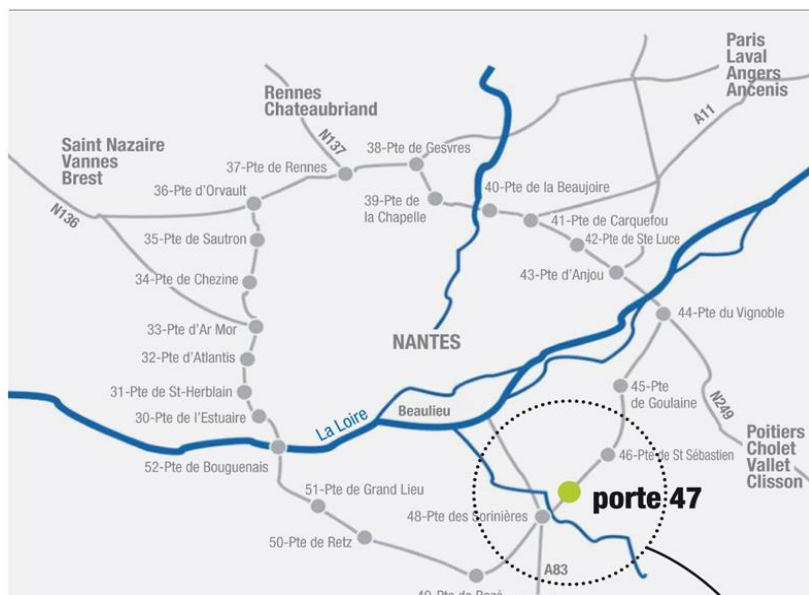 Paris
Laval
Angers
Ancenis
A11
Rennes
Chateaubriand
N137
Saint Nazaire
Vannes
Brest
N136
38-Pte de Gesvres
37-Pte de Rennes
36-Pte d'Orvault
39-Pte de
la Chapelle
40-Pte de la Beaujoire
41-Pte de Carquefou
42-Pte de Ste Luce
43-Pte d'Anjou
35-Pte de Sautron
34-Pte de Chezine
33-Pte d'Ar Mor
44-Pte du Vignoble
NANTES
32-Pte d'Atlantis
31-Pte de St-Herblain
30-Pte de l'Estuaire
45-Pte
de Goulaine
N249
La Loire
Beaulieu
Poitiers
Cholet
Vallet
Clisson
52-Pte de Bouguenais
46-Pte de St Sébastien
51-Pte de Grand Lieu
porte 47
48-Pte des Sorinières
50-Pte de Retz
A83
49-Pte de Rezé